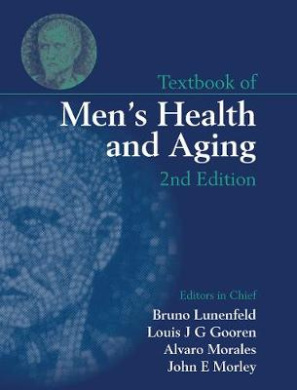 Textbook of
Men's Health
and Aging
2nd Edition
Editors in Chief
Bruno Lunenfeld
Louis J G Gooren
Alvaro Morales
John E Morley